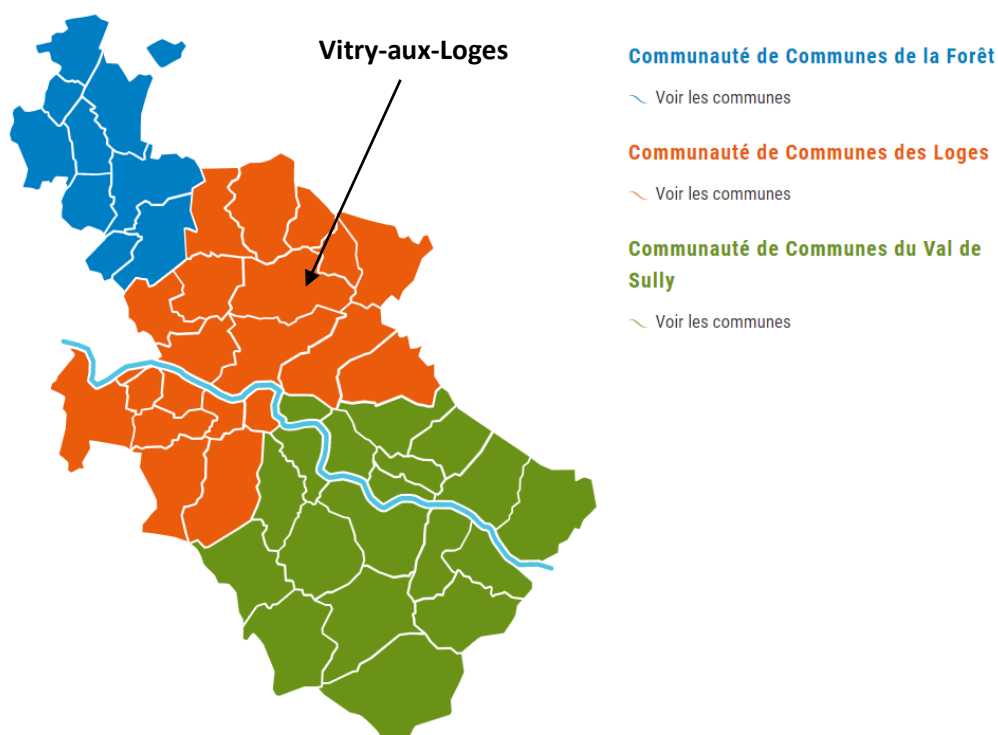 Vitry-aux-Loges
Communauté de Communes de la Forêt
Voir les communes
Communauté de Communes des Loges
Voir les communes
Communauté de Communes du Val de
Sully
Voir les communes